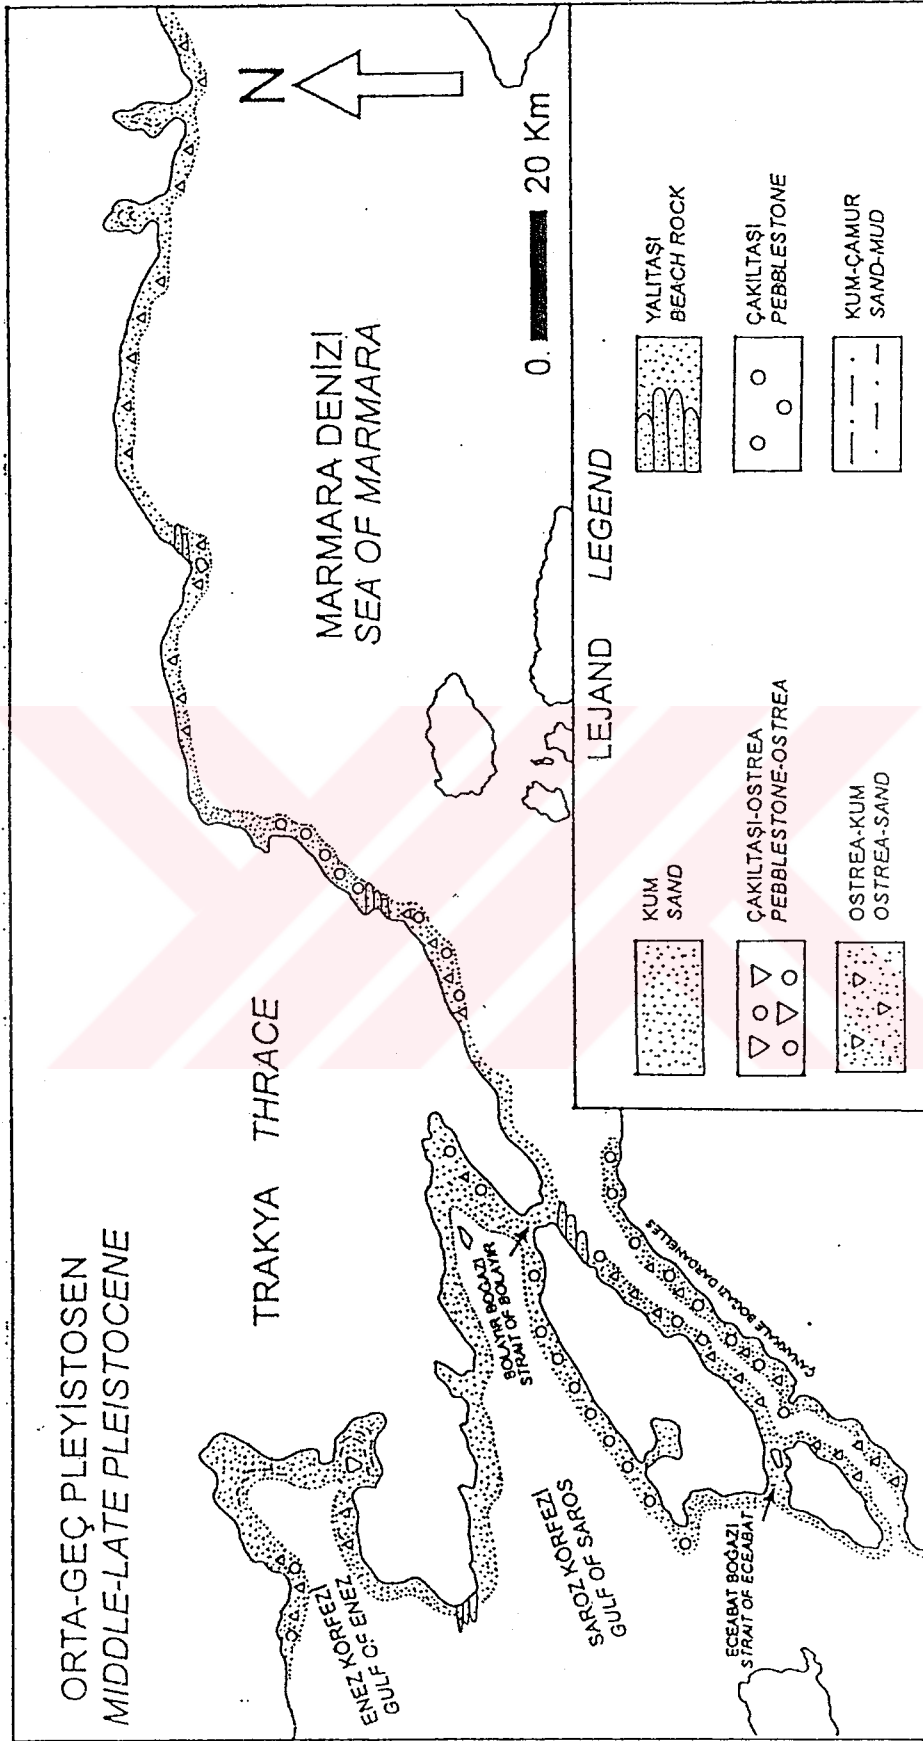 ORTA-GEÇ PLEYİSTOSEN
MIDDLE-LATE PLEISTOCENE
TRAKYA THRACE
N
MARMARA DENİZİ
SEA OF MARMARA
0. 20 Km
ENEZ KÖRFEZİ
GULF OF ENEZ
BOLAYIR BOĞAZI
STRAIT OF BOLAYIR
SAROZ KÖRFEZİ
GULF OF SAROS
ÇANAKKALE BOĞAZI DARDANELLES
ECEABAT BOĞAZI
STRAIT OF ECEABAT
LEJAND LEGEND
KUM
SAND
ÇAKILTAŞI-OSTREA
PEBBLESTONE-OSTREA
OSTREA-KUM
OSTREA-SAND
YALITAŞI
BEACH ROCK
ÇAKILTAŞI
PEBBLESTONE
KUM-ÇAMUR
SAND-MUD